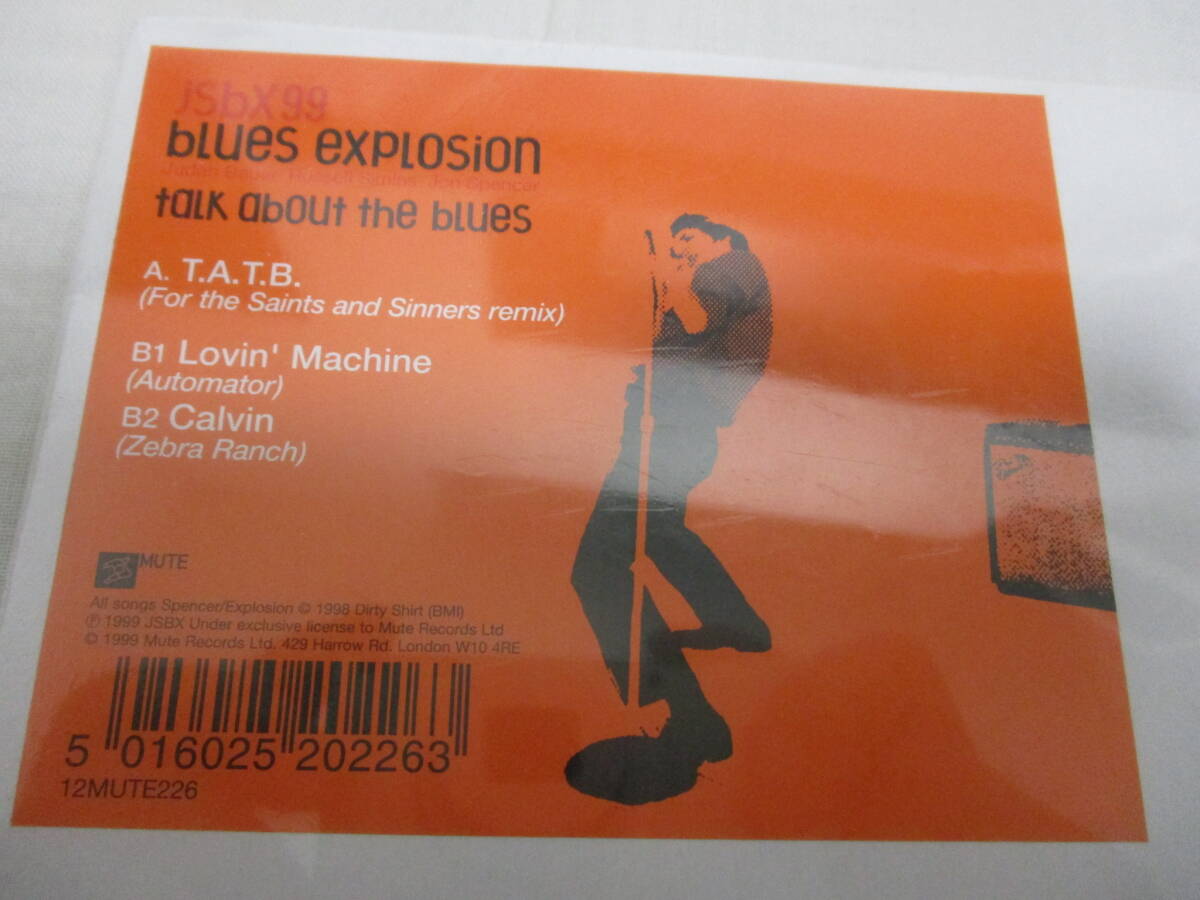 jSbX99
blues explosion
Judah Bauer Russell Simins Jon Spencer
talk about the blues
A. T.A.T.B.
(For the Saints and Sinners remix)
B1 Lovin' Machine
(Automator)
B2 Calvin
(Zebra Ranch)
MUTE
All songs Spencer/Explosion © 1998 Dirty Shirt (BMI)
℗ 1999 JSBX Under exclusive license to Mute Records Ltd
© 1999 Mute Records Ltd. 429 Harrow Rd. London W10 4RE
5 016025 202263
12MUTE226